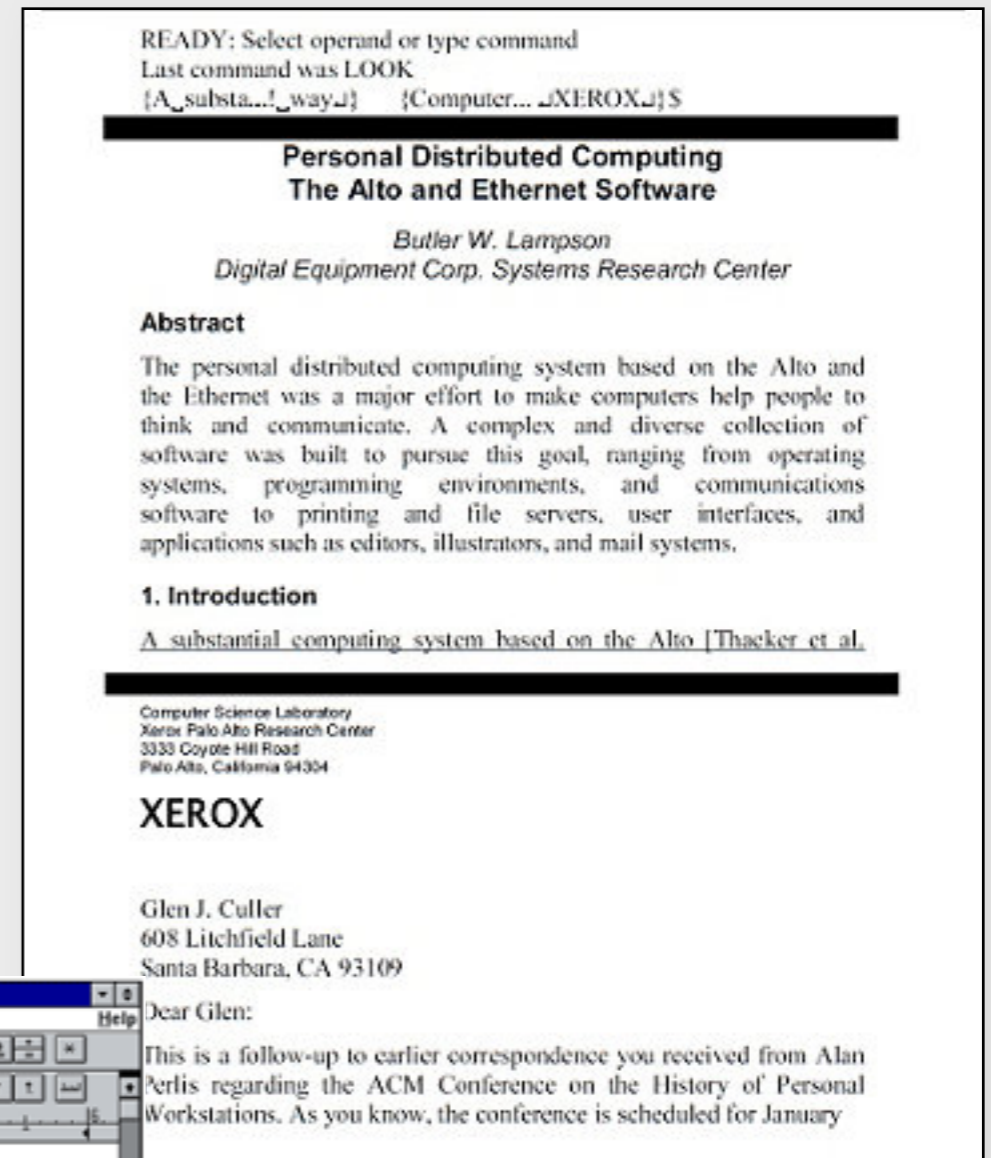 READY: Select operand or type command
Last command was LOOK
{A␣substa...!␣way⏎} {Computer... ⏎XEROX⏎}$
Personal Distributed Computing
The Alto and Ethernet Software
Butler W. Lampson
Digital Equipment Corp. Systems Research Center
Abstract
The personal distributed computing system based on the Alto and
the Ethernet was a major effort to make computers help people to
think and communicate. A complex and diverse collection of
software was built to pursue this goal, ranging from operating
systems, programming environments, and communications
software to printing and file servers, user interfaces, and
applications such as editors, illustrators, and mail systems.
1. Introduction
A substantial computing system based on the Alto [Thacker et al.
Computer Science Laboratory
Xerox Palo Alto Research Center
3333 Coyote Hill Road
Palo Alto, California 94304
XEROX
Glen J. Culler
608 Litchfield Lane
Santa Barbara, CA 93109
Help
Dear Glen:
This is a follow-up to earlier correspondence you received from Alan
Perlis regarding the ACM Conference on the History of Personal
Workstations. As you know, the conference is scheduled for January